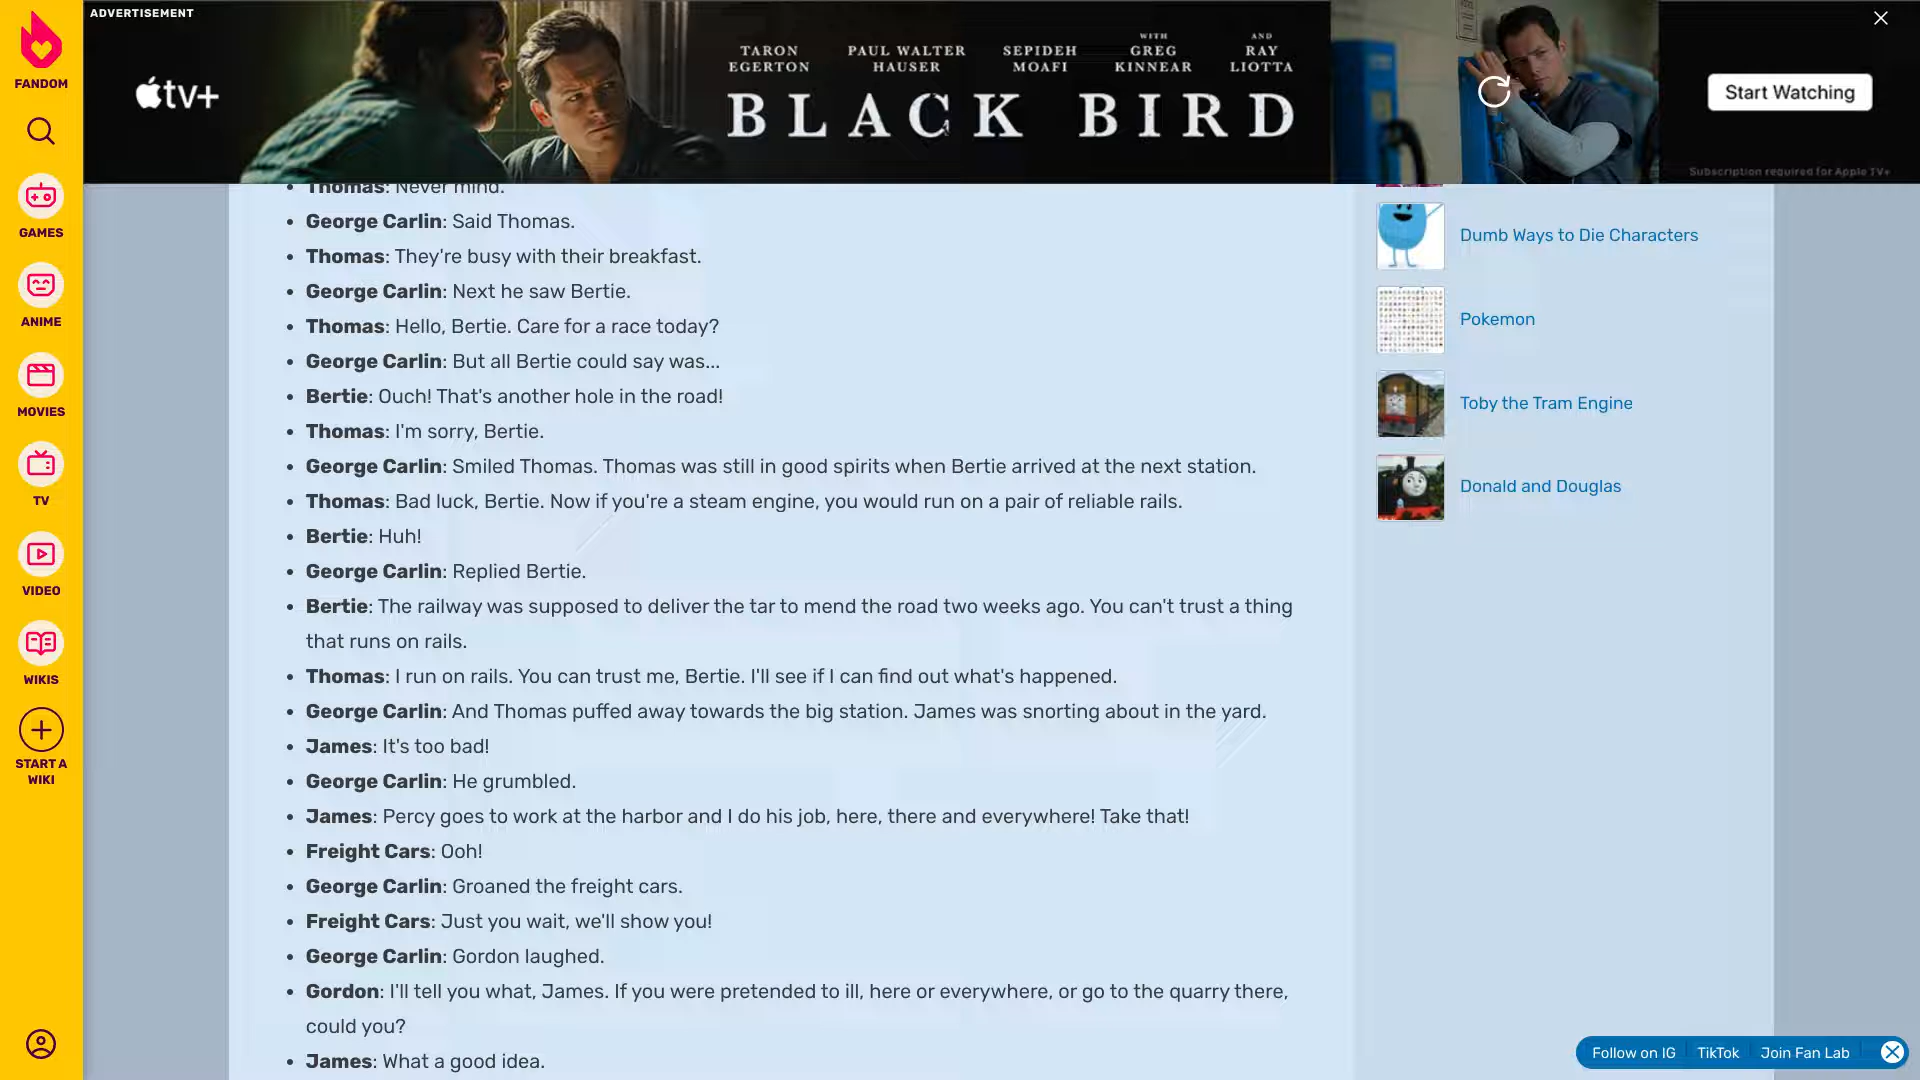 ADVERTISEMENT
FANDOM
GAMES
ANIME
MOVIES
TV
VIDEO
WIKIS
START A
WIKI
tv+
TARON
EGERTON
PAUL WALTER
HAUSER
SEPIDEH
MOAFI
WITH
GREG
KINNEAR
AND
RAY
LIOTTA
BLACK BIRD
Start Watching
Subscription required for Apple TV+
• Thomas: Never mind.
• George Carlin: Said Thomas.
• Thomas: They're busy with their breakfast.
• George Carlin: Next he saw Bertie.
• Thomas: Hello, Bertie. Care for a race today?
• George Carlin: But all Bertie could say was...
• Bertie: Ouch! That's another hole in the road!
• Thomas: I'm sorry, Bertie.
• George Carlin: Smiled Thomas. Thomas was still in good spirits when Bertie arrived at the next station.
• Thomas: Bad luck, Bertie. Now if you're a steam engine, you would run on a pair of reliable rails.
• Bertie: Huh!
• George Carlin: Replied Bertie.
• Bertie: The railway was supposed to deliver the tar to mend the road two weeks ago. You can't trust a thing
that runs on rails.
• Thomas: I run on rails. You can trust me, Bertie. I'll see if I can find out what's happened.
• George Carlin: And Thomas puffed away towards the big station. James was snorting about in the yard.
• James: It's too bad!
• George Carlin: He grumbled.
• James: Percy goes to work at the harbor and I do his job, here, there and everywhere! Take that!
• Freight Cars: Ooh!
• George Carlin: Groaned the freight cars.
• Freight Cars: Just you wait, we'll show you!
• George Carlin: Gordon laughed.
• Gordon: I'll tell you what, James. If you were pretended to ill, here or everywhere, or go to the quarry there,
could you?
• James: What a good idea.
Dumb Ways to Die Characters
Pokemon
Toby the Tram Engine
Donald and Douglas
Follow on IG
TikTok
Join Fan Lab